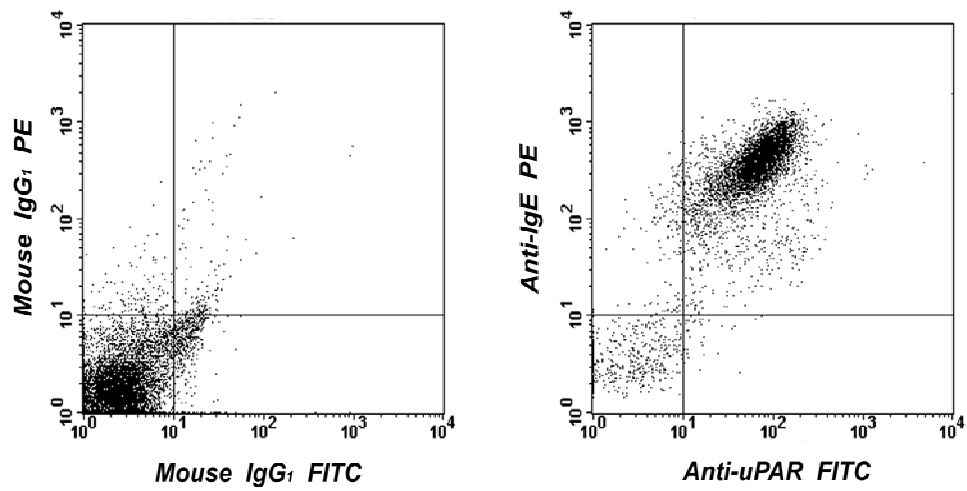 10⁴
10³
10²
10¹
10⁰
Mouse IgG₁ PE
10⁰ 10¹ 10² 10³ 10⁴
Mouse IgG₁ FITC
10⁴
10³
10²
10¹
10⁰
Anti-IgE PE
10⁰ 10¹ 10² 10³ 10⁴
Anti-uPAR FITC